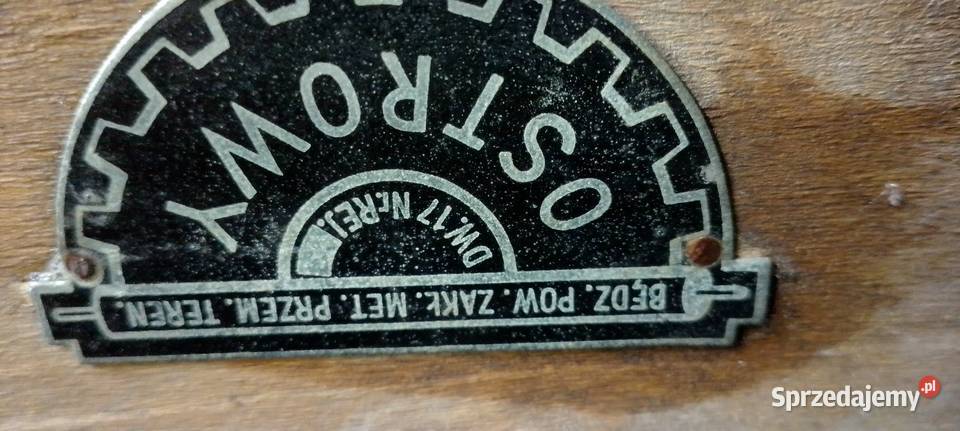 BĘDZ. POW. ZAKŁ. MET. PRZEM. TEREN.
DW.17 Nr.REJ.
OSTROWY
Sprzedajemy.pl